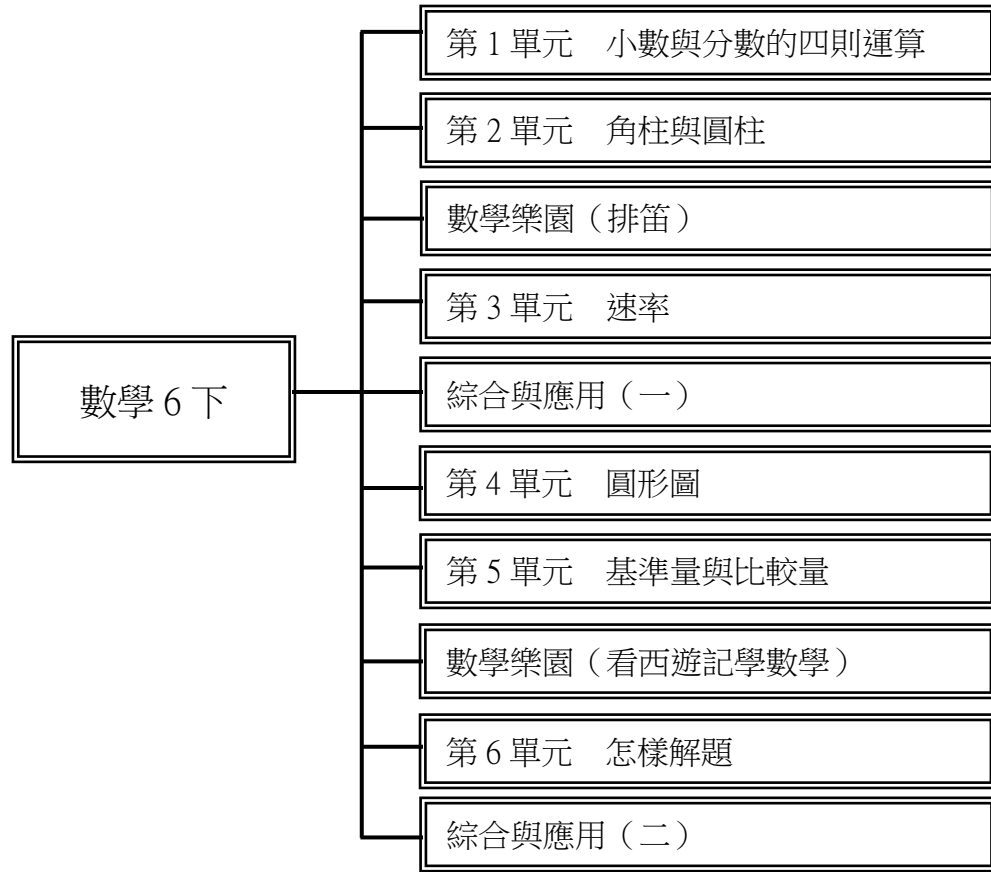 第 1 單元　小數與分數的四則運算
第 2 單元　角柱與圓柱
數學樂園（排笛）
第 3 單元　速率
數學 6 下
綜合與應用（一）
第 4 單元　圓形圖
第 5 單元　基準量與比較量
數學樂園（看西遊記學數學）
第 6 單元　怎樣解題
綜合與應用（二）